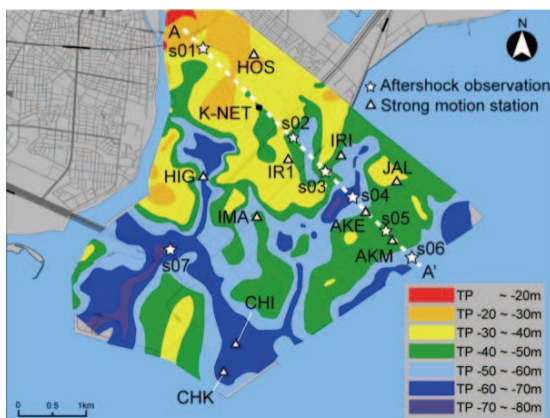 A
s01
HOS
N
Aftershock observation
Strong motion station
K-NET
s02
IRI
IR1
s03
JAL
HIG
s04
IMA
AKE
s05
AKM
s06
s07
A'
CHI
CHK
TP ~ -20m
TP -20 ~ -30m
TP -30 ~ -40m
TP -40 ~ -50m
TP -50 ~ -60m
TP -60 ~ -70m
TP -70 ~ -80m
0 0.5 1km